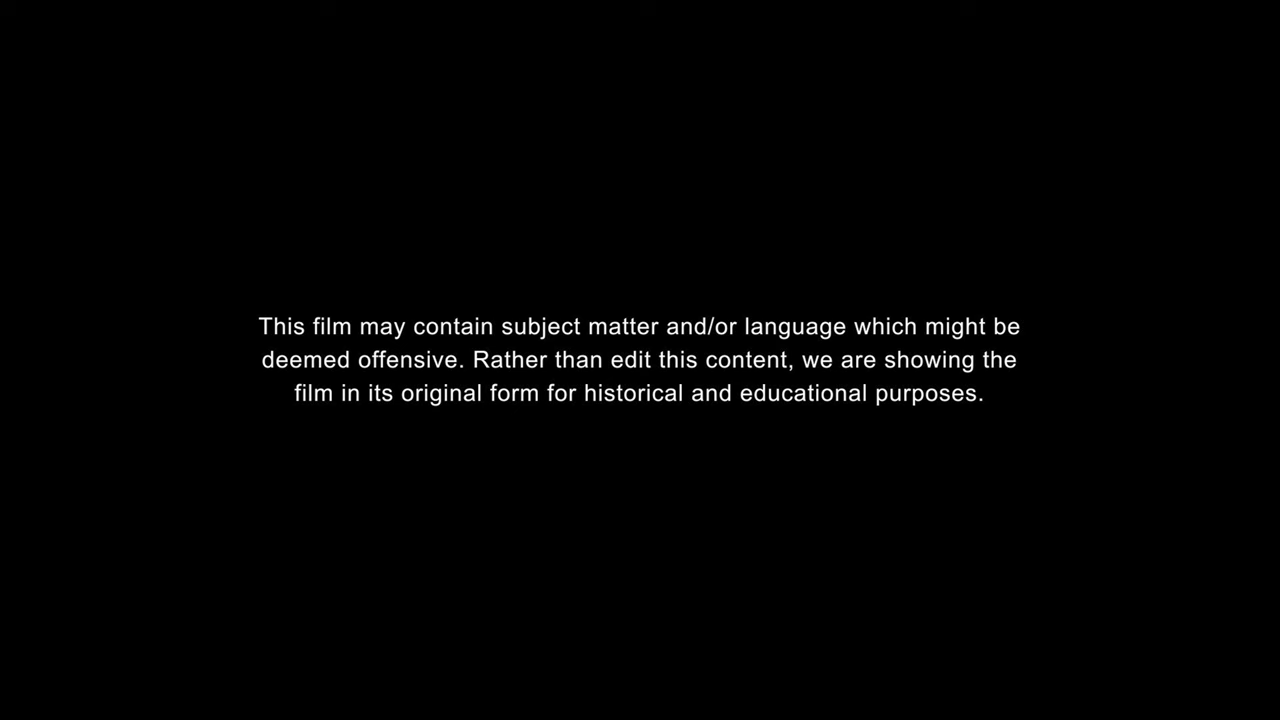 This film may contain subject matter and/or language which might be
deemed offensive. Rather than edit this content, we are showing the
film in its original form for historical and educational purposes.